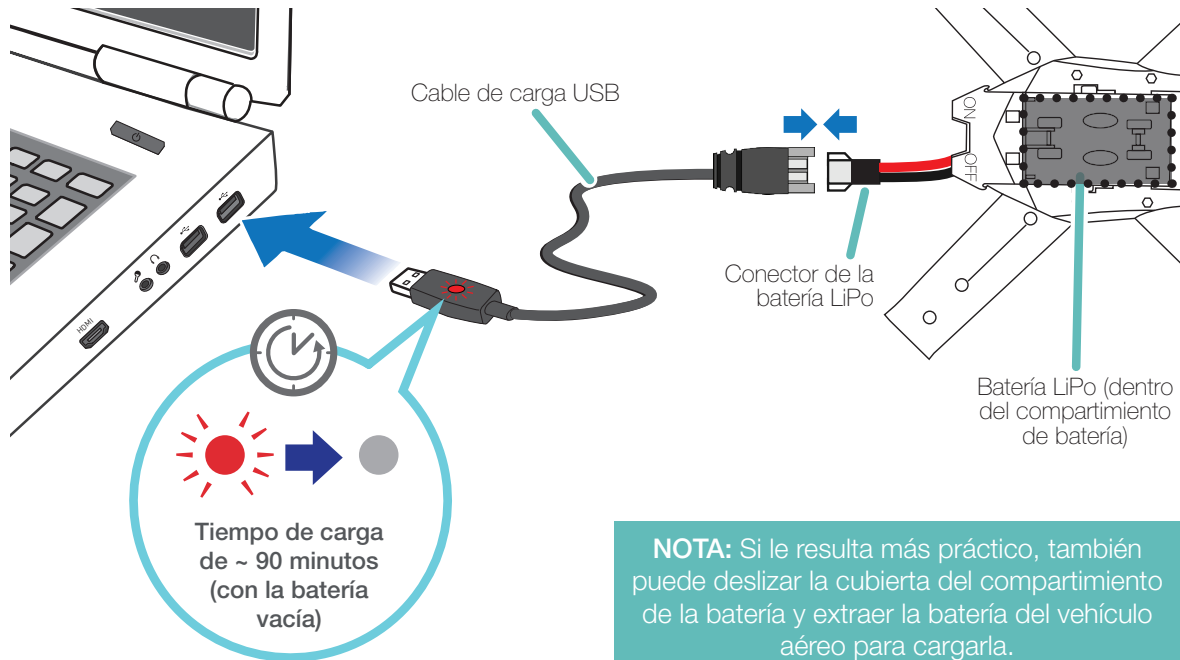 Cable de carga USB
ON
OFF
Conector de la
batería LiPo
HDMI
Batería LiPo (dentro
del compartimiento
de batería)
Tiempo de carga
de ~ 90 minutos
(con la batería
vacía)
NOTA: Si le resulta más práctico, también
puede deslizar la cubierta del compartimiento
de la batería y extraer la batería del vehículo
aéreo para cargarla.